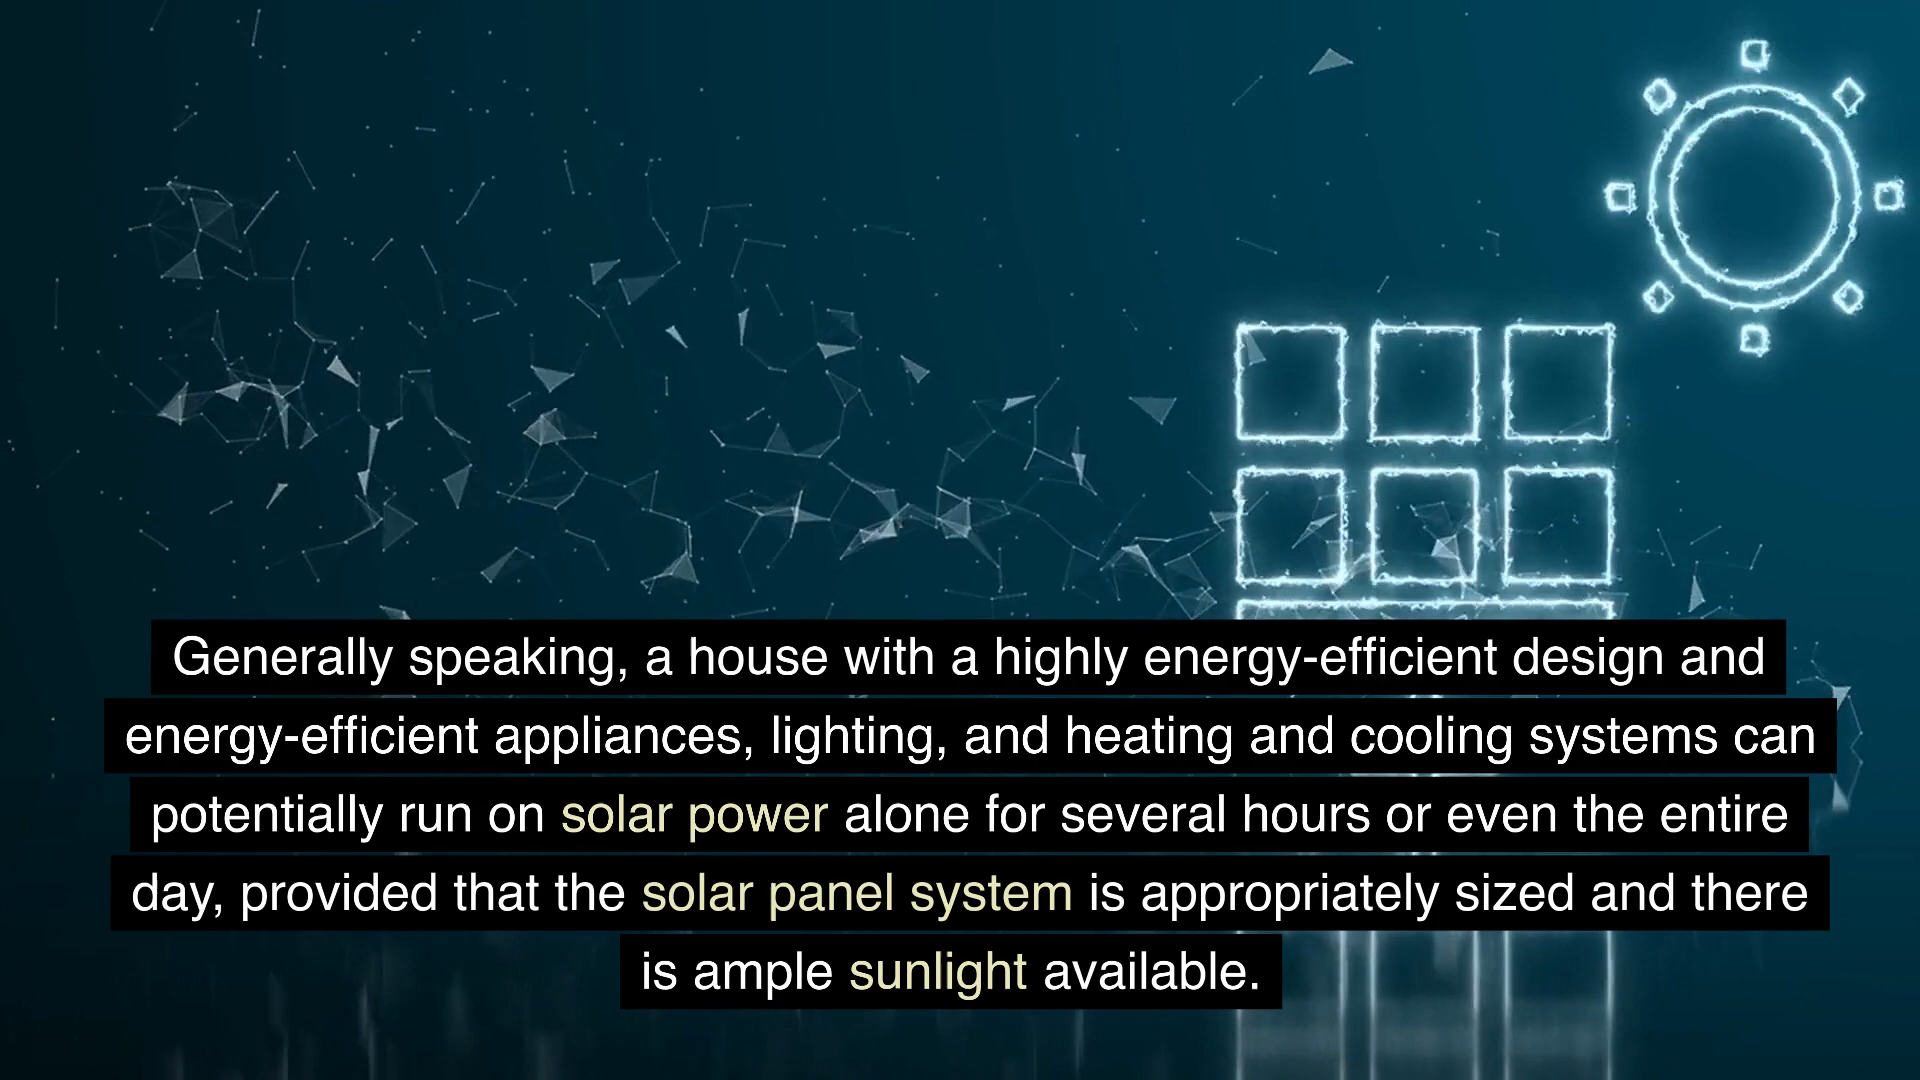 Generally speaking, a house with a highly energy-efficient design and
energy-efficient appliances, lighting, and heating and cooling systems can
potentially run on solar power alone for several hours or even the entire
day, provided that the solar panel system is appropriately sized and there
is ample sunlight available.